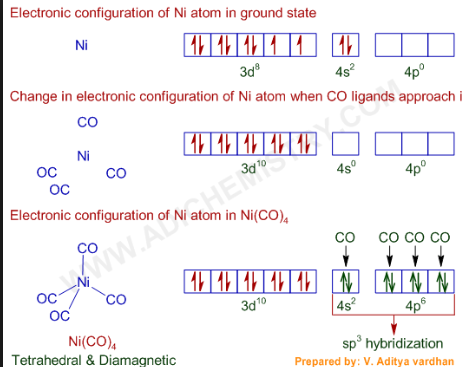 Electronic configuration of Ni atom in ground state
Ni
3d⁸ 4s² 4p⁰
Change in electronic configuration of Ni atom when CO ligands approach i
CO
Ni
OC CO
OC
3d¹⁰ 4s⁰ 4p⁰
Electronic configuration of Ni atom in Ni(CO)₄
CO CO CO CO
CO
Ni
OC CO
OC
3d¹⁰ 4s² 4p⁶
Ni(CO)₄ sp³ hybridization
Tetrahedral & Diamagnetic Prepared by: V. Aditya vardhan
WWW.ADICHEMISTRY.COM